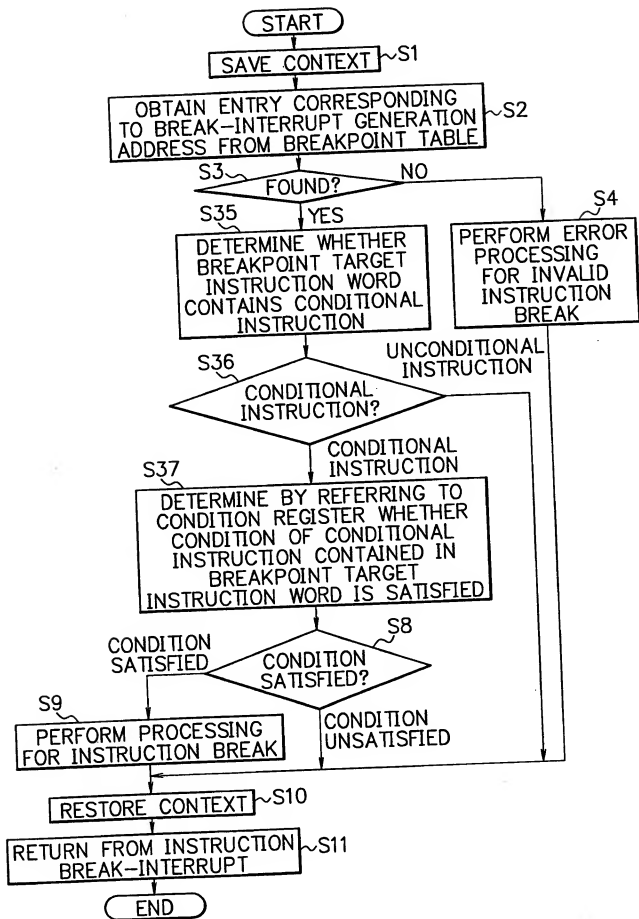 START
SAVE CONTEXT
S1
OBTAIN ENTRY CORRESPONDING
TO BREAK-INTERRUPT GENERATION
ADDRESS FROM BREAKPOINT TABLE
S2
S3
FOUND?
NO
YES
S35
DETERMINE WHETHER
BREAKPOINT TARGET
INSTRUCTION WORD
CONTAINS CONDITIONAL
INSTRUCTION
S4
PERFORM ERROR
PROCESSING
FOR INVALID
INSTRUCTION
BREAK
S36
CONDITIONAL
INSTRUCTION?
UNCONDITIONAL
INSTRUCTION
CONDITIONAL
INSTRUCTION
S37
DETERMINE BY REFERRING TO
CONDITION REGISTER WHETHER
CONDITION OF CONDITIONAL
INSTRUCTION CONTAINED IN
BREAKPOINT TARGET
INSTRUCTION WORD IS SATISFIED
S8
CONDITION
SATISFIED?
CONDITION
SATISFIED
CONDITION
UNSATISFIED
S9
PERFORM PROCESSING
FOR INSTRUCTION BREAK
RESTORE CONTEXT
S10
RETURN FROM INSTRUCTION
BREAK-INTERRUPT
S11
END